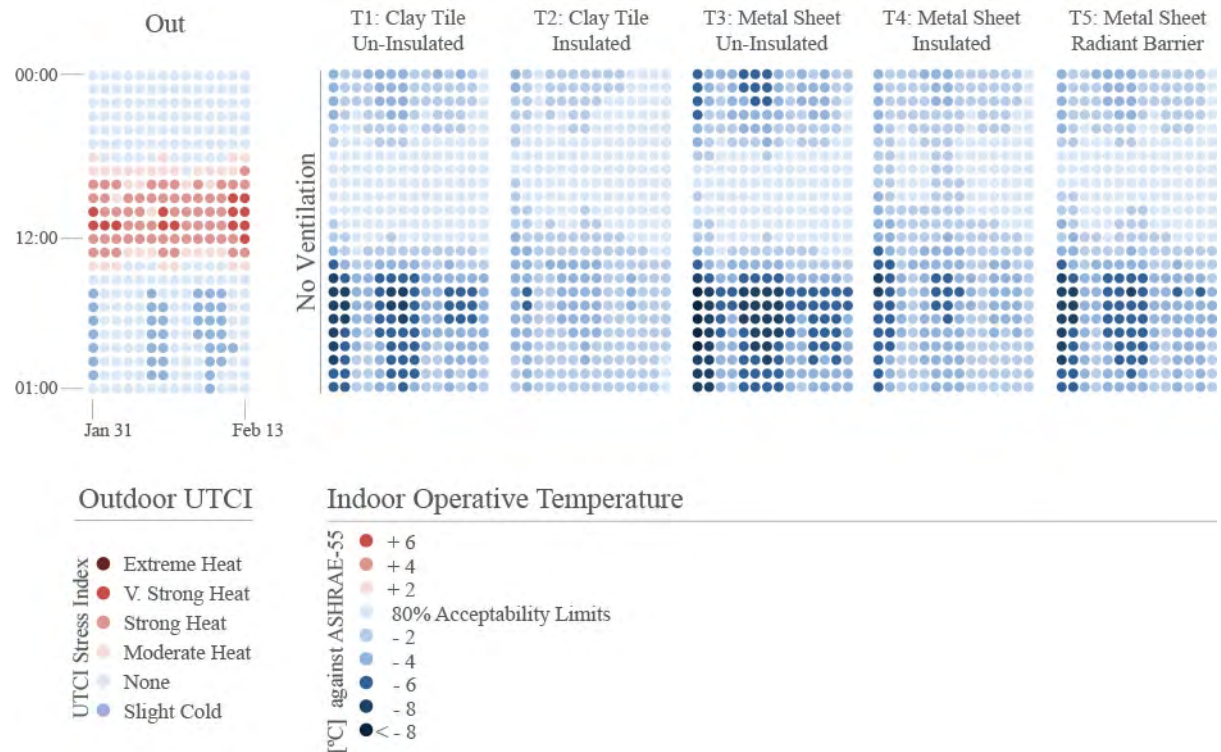 Out
T1: Clay Tile
Un-Insulated
T2: Clay Tile
Insulated
T3: Metal Sheet
Un-Insulated
T4: Metal Sheet
Insulated
T5: Metal Sheet
Radiant Barrier
00:00
12:00
01:00
No Ventilation
Jan 31
Feb 13
Outdoor UTCI
UTCI Stress Index
Extreme Heat
V. Strong Heat
Strong Heat
Moderate Heat
None
Slight Cold
Indoor Operative Temperature
[ºC] against ASHRAE-55
+ 6
+ 4
+ 2
80% Acceptability Limits
- 2
- 4
- 6
- 8
< - 8